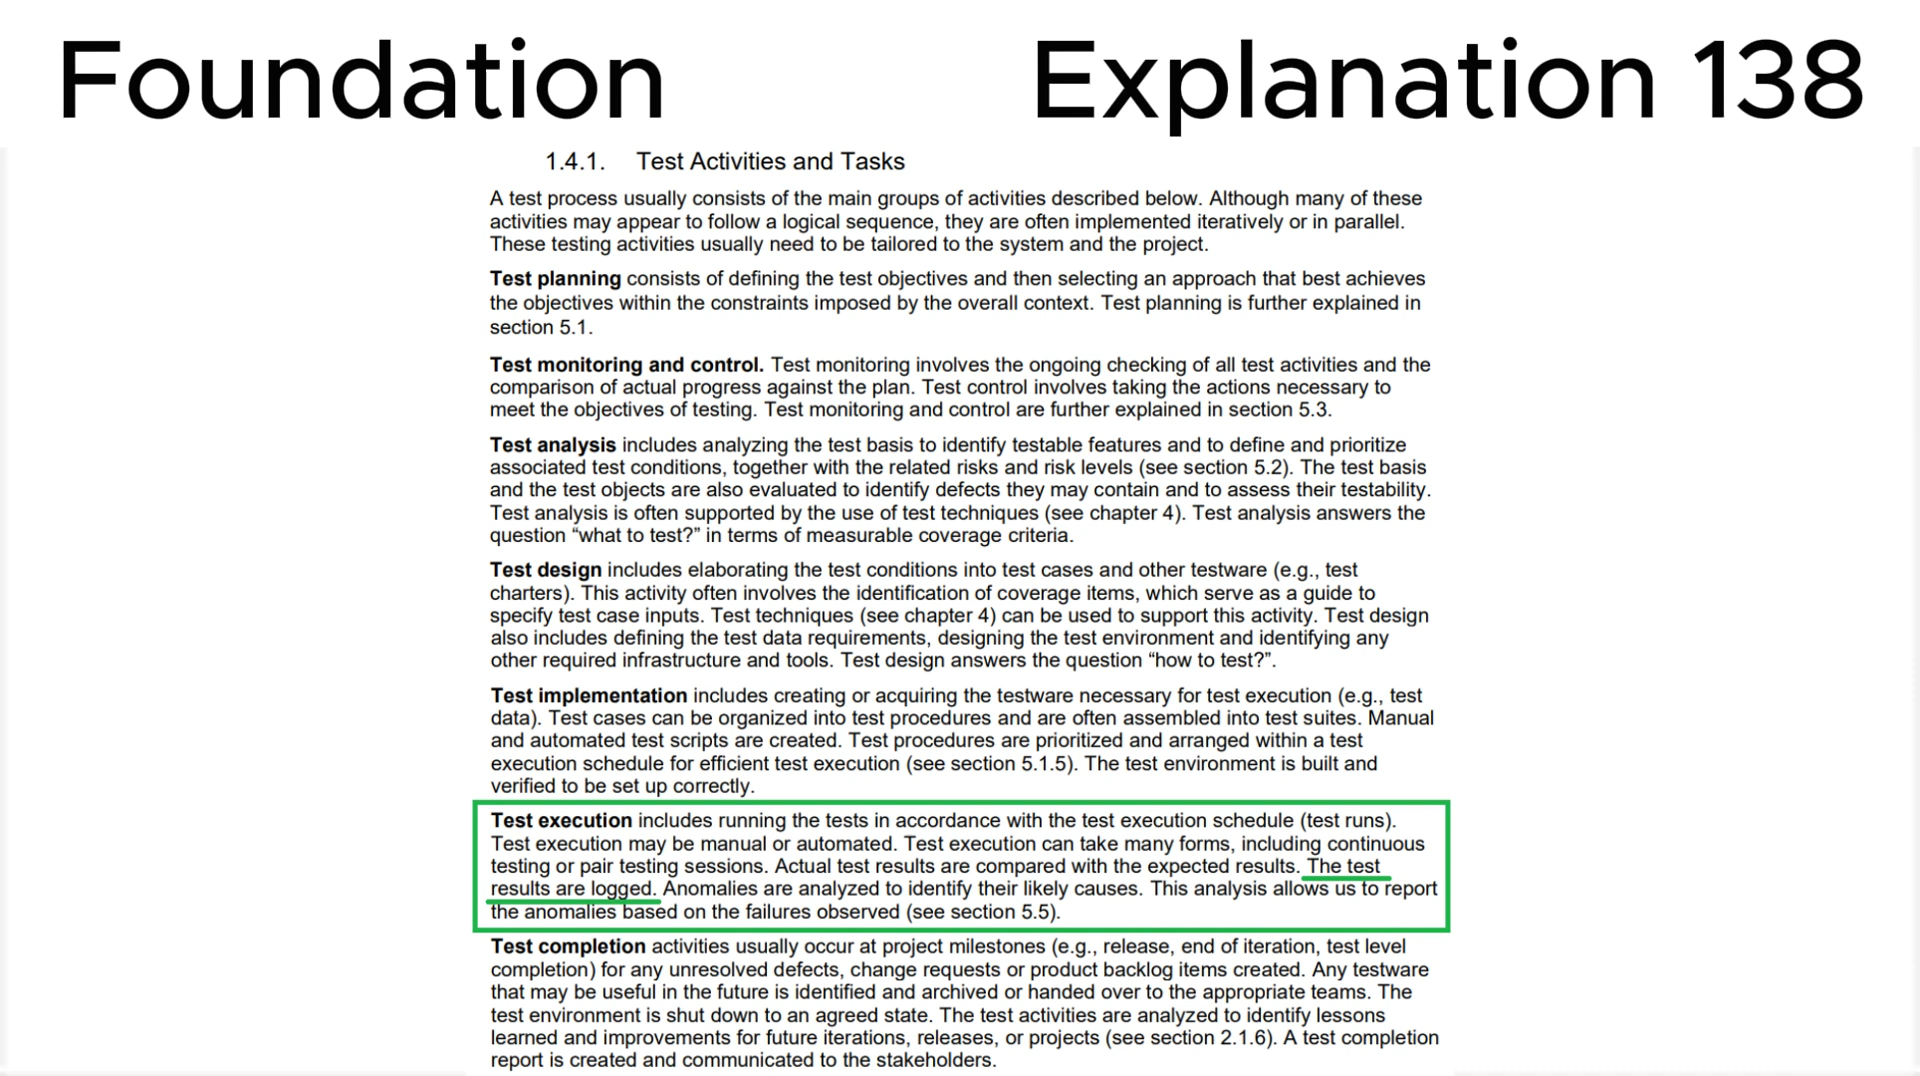 Foundation
Explanation 138
1.4.1. Test Activities and Tasks
A test process usually consists of the main groups of activities described below. Although many of these
activities may appear to follow a logical sequence, they are often implemented iteratively or in parallel.
These testing activities usually need to be tailored to the system and the project.
Test planning consists of defining the test objectives and then selecting an approach that best achieves
the objectives within the constraints imposed by the overall context. Test planning is further explained in
section 5.1.
Test monitoring and control. Test monitoring involves the ongoing checking of all test activities and the
comparison of actual progress against the plan. Test control involves taking the actions necessary to
meet the objectives of testing. Test monitoring and control are further explained in section 5.3.
Test analysis includes analyzing the test basis to identify testable features and to define and prioritize
associated test conditions, together with the related risks and risk levels (see section 5.2). The test basis
and the test objects are also evaluated to identify defects they may contain and to assess their testability.
Test analysis is often supported by the use of test techniques (see chapter 4). Test analysis answers the
question “what to test?” in terms of measurable coverage criteria.
Test design includes elaborating the test conditions into test cases and other testware (e.g., test
charters). This activity often involves the identification of coverage items, which serve as a guide to
specify test case inputs. Test techniques (see chapter 4) can be used to support this activity. Test design
also includes defining the test data requirements, designing the test environment and identifying any
other required infrastructure and tools. Test design answers the question “how to test?”.
Test implementation includes creating or acquiring the testware necessary for test execution (e.g., test
data). Test cases can be organized into test procedures and are often assembled into test suites. Manual
and automated test scripts are created. Test procedures are prioritized and arranged within a test
execution schedule for efficient test execution (see section 5.1.5). The test environment is built and
verified to be set up correctly.
Test execution includes running the tests in accordance with the test execution schedule (test runs).
Test execution may be manual or automated. Test execution can take many forms, including continuous
testing or pair testing sessions. Actual test results are compared with the expected results. The test
results are logged. Anomalies are analyzed to identify their likely causes. This analysis allows us to report
the anomalies based on the failures observed (see section 5.5).
Test completion activities usually occur at project milestones (e.g., release, end of iteration, test level
completion) for any unresolved defects, change requests or product backlog items created. Any testware
that may be useful in the future is identified and archived or handed over to the appropriate teams. The
test environment is shut down to an agreed state. The test activities are analyzed to identify lessons
learned and improvements for future iterations, releases, or projects (see section 2.1.6). A test completion
report is created and communicated to the stakeholders.